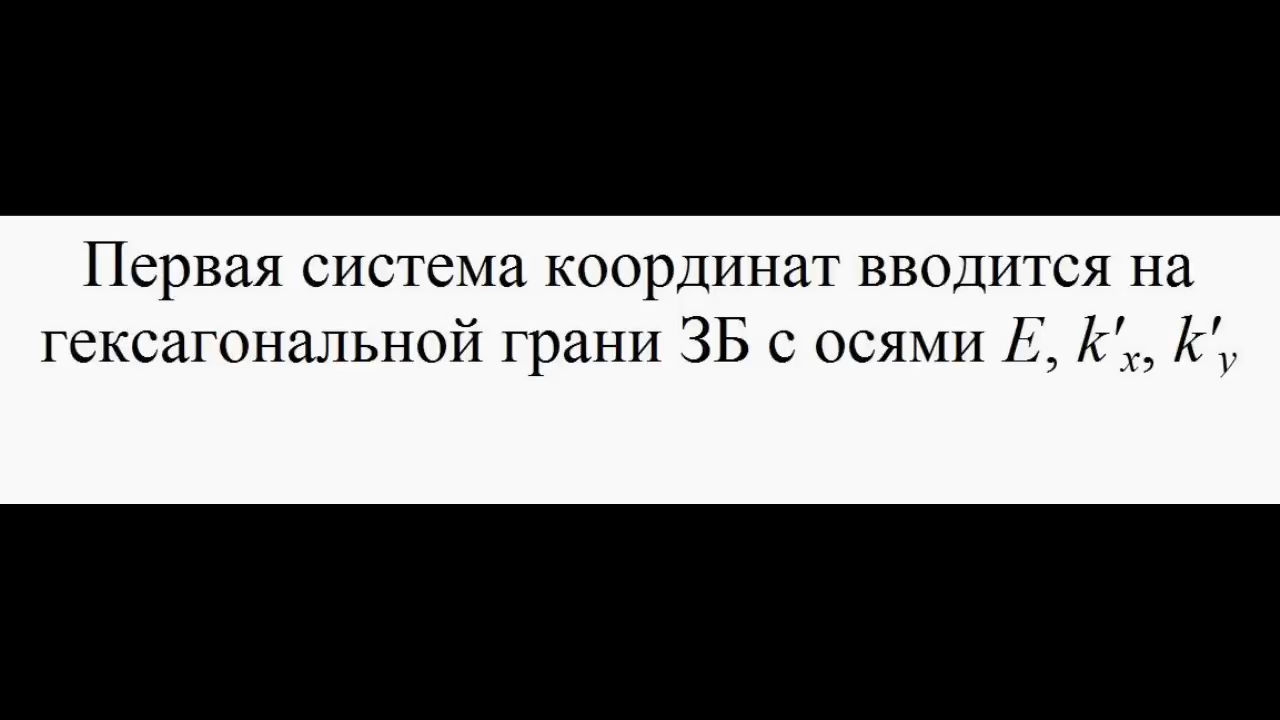 Первая система координат вводится на
гексагональной грани ЗБ с осями E, k'ₓ, k'ᵧ